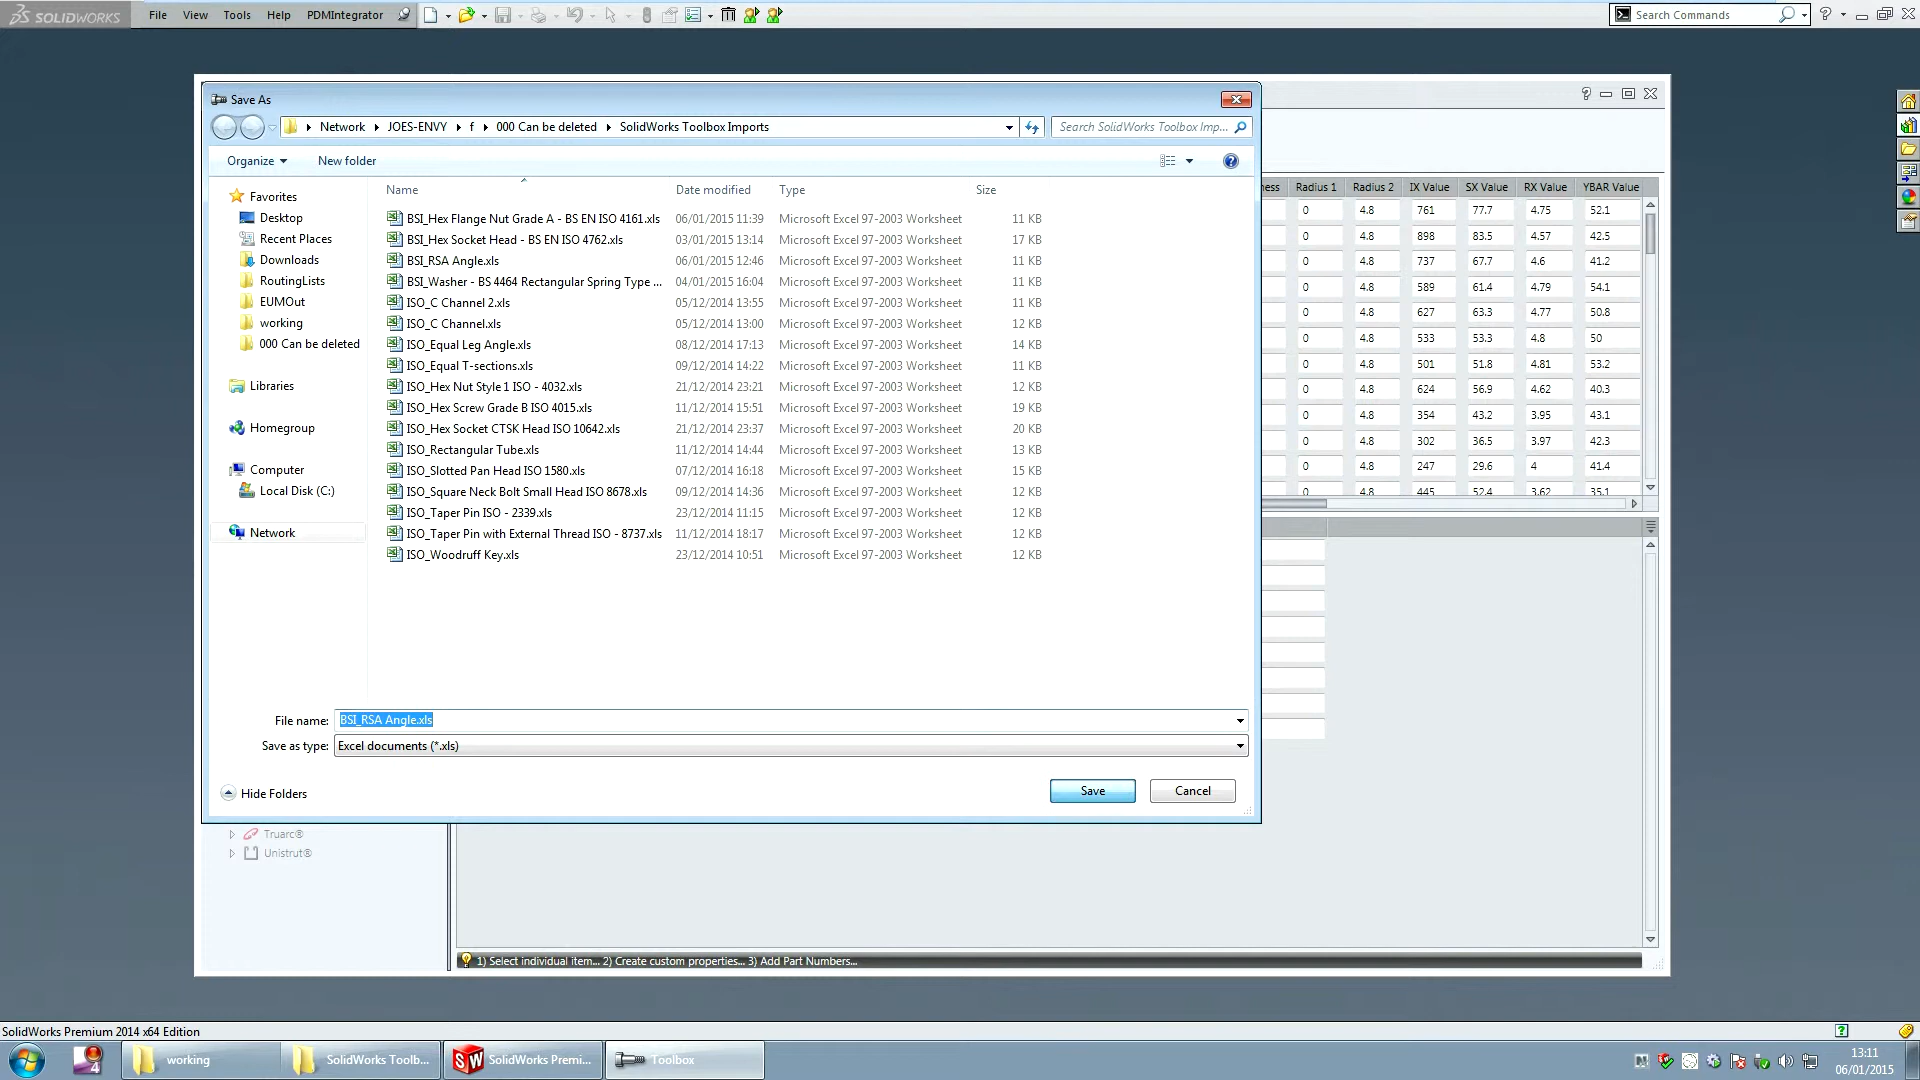 SOLIDWORKS File View Tools Help PDMIntegrator Search Commands
Save As
Network JOES-ENVY f 000 Can be deleted SolidWorks Toolbox Imports Search SolidWorks Toolbox Imp...
Organize New folder
Favorites
Desktop
Recent Places
Downloads
RoutingLists
EUMOut
working
000 Can be deleted
Libraries
Homegroup
Computer
Local Disk (C:)
Network
Name Date modified Type Size
BSI_Hex Flange Nut Grade A - BS EN ISO 4161.xls 06/01/2015 11:39 Microsoft Excel 97-2003 Worksheet 11 KB
BSI_Hex Socket Head - BS EN ISO 4762.xls 03/01/2015 13:14 Microsoft Excel 97-2003 Worksheet 17 KB
BSI_RSA Angle.xls 06/01/2015 12:46 Microsoft Excel 97-2003 Worksheet 11 KB
BSI_Washer - BS 4464 Rectangular Spring Type ... 04/01/2015 16:04 Microsoft Excel 97-2003 Worksheet 11 KB
ISO_C Channel 2.xls 05/12/2014 13:55 Microsoft Excel 97-2003 Worksheet 11 KB
ISO_C Channel.xls 05/12/2014 13:00 Microsoft Excel 97-2003 Worksheet 12 KB
ISO_Equal Leg Angle.xls 08/12/2014 17:13 Microsoft Excel 97-2003 Worksheet 14 KB
ISO_Equal T-sections.xls 09/12/2014 14:22 Microsoft Excel 97-2003 Worksheet 11 KB
ISO_Hex Nut Style 1 ISO - 4032.xls 21/12/2014 23:21 Microsoft Excel 97-2003 Worksheet 12 KB
ISO_Hex Screw Grade B ISO 4015.xls 11/12/2014 15:51 Microsoft Excel 97-2003 Worksheet 19 KB
ISO_Hex Socket CTSK Head ISO 10642.xls 21/12/2014 23:37 Microsoft Excel 97-2003 Worksheet 20 KB
ISO_Rectangular Tube.xls 11/12/2014 14:44 Microsoft Excel 97-2003 Worksheet 13 KB
ISO_Slotted Pan Head ISO 1580.xls 07/12/2014 16:18 Microsoft Excel 97-2003 Worksheet 15 KB
ISO_Square Neck Bolt Small Head ISO 8678.xls 09/12/2014 14:36 Microsoft Excel 97-2003 Worksheet 12 KB
ISO_Taper Pin ISO - 2339.xls 23/12/2014 11:15 Microsoft Excel 97-2003 Worksheet 12 KB
ISO_Taper Pin with External Thread ISO - 8737.xls 11/12/2014 18:17 Microsoft Excel 97-2003 Worksheet 12 KB
ISO_Woodruff Key.xls 23/12/2014 10:51 Microsoft Excel 97-2003 Worksheet 12 KB
File name: BSI_RSA Angle.xls
Save as type: Excel documents (*.xls)
Hide Folders Save Cancel
ness Radius 1 Radius 2 IX Value SX Value RX Value YBAR Value
0 4.8 761 77.7 4.75 52.1
0 4.8 898 83.5 4.57 42.5
0 4.8 737 67.7 4.6 41.2
0 4.8 589 61.4 4.79 54.1
0 4.8 627 63.3 4.77 50.8
0 4.8 533 53.3 4.8 50
0 4.8 501 51.8 4.81 53.2
0 4.8 624 56.9 4.62 40.3
0 4.8 354 43.2 3.95 43.1
0 4.8 302 36.5 3.97 42.3
0 4.8 247 29.6 4 41.4
0 4.8 445 52.4 3.62 35.1
Truarc®
Unistrut®
1) Select individual item... 2) Create custom properties... 3) Add Part Numbers...
SolidWorks Premium 2014 x64 Edition
4 working SolidWorks Toolb... SolidWorks Premi... Toolbox
13:11
06/01/2015